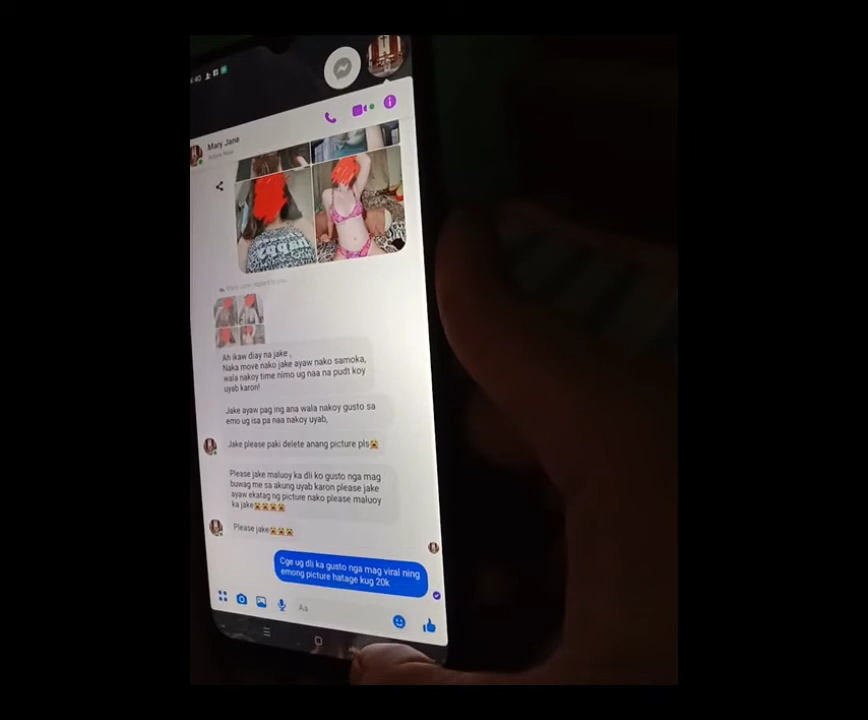 Mary Jane
Active Now
Ah ikaw diay na jake ,
Naka move nako jake ayaw nako samoka,
wala nakoy time nimo ug naa na pudt koy
uyab karon!
Jake ayaw pag ing ana wala nakoy gusto sa
emo ug isa pa naa nakoy uyab,
Jake please paki delete anang picture pls😭
Please jake maluoy ka dli ko gusto nga mag
buwag me sa akung uyab karon please jake
ayaw ekatag ng picture nako please maluoy
ka jake😭😭😭😭
Please jake😭😭😭
Cge ug dli ka gusto nga mag viral ning
emong picture hatage kug 20k
Aa